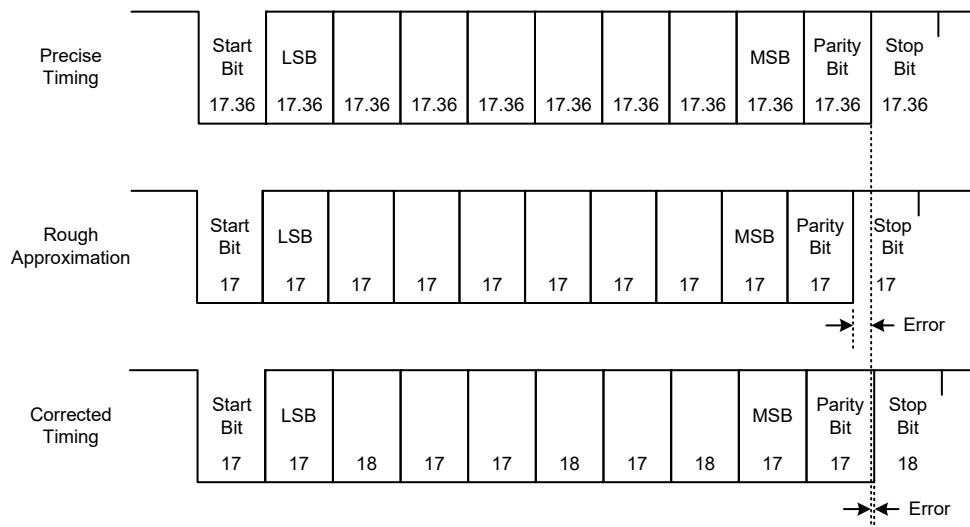 Precise
Timing
Start
Bit
LSB
MSB
Parity
Bit
Stop
Bit
17.36 17.36 17.36 17.36 17.36 17.36 17.36 17.36 17.36 17.36
Rough
Approximation
Start
Bit
LSB
MSB
Parity
Bit
Stop
Bit
17 17 17 17 17 17 17 17 17 17
Error
Corrected
Timing
Start
Bit
LSB
MSB
Parity
Bit
Stop
Bit
17 17 18 17 17 18 17 18 17 17 18
Error